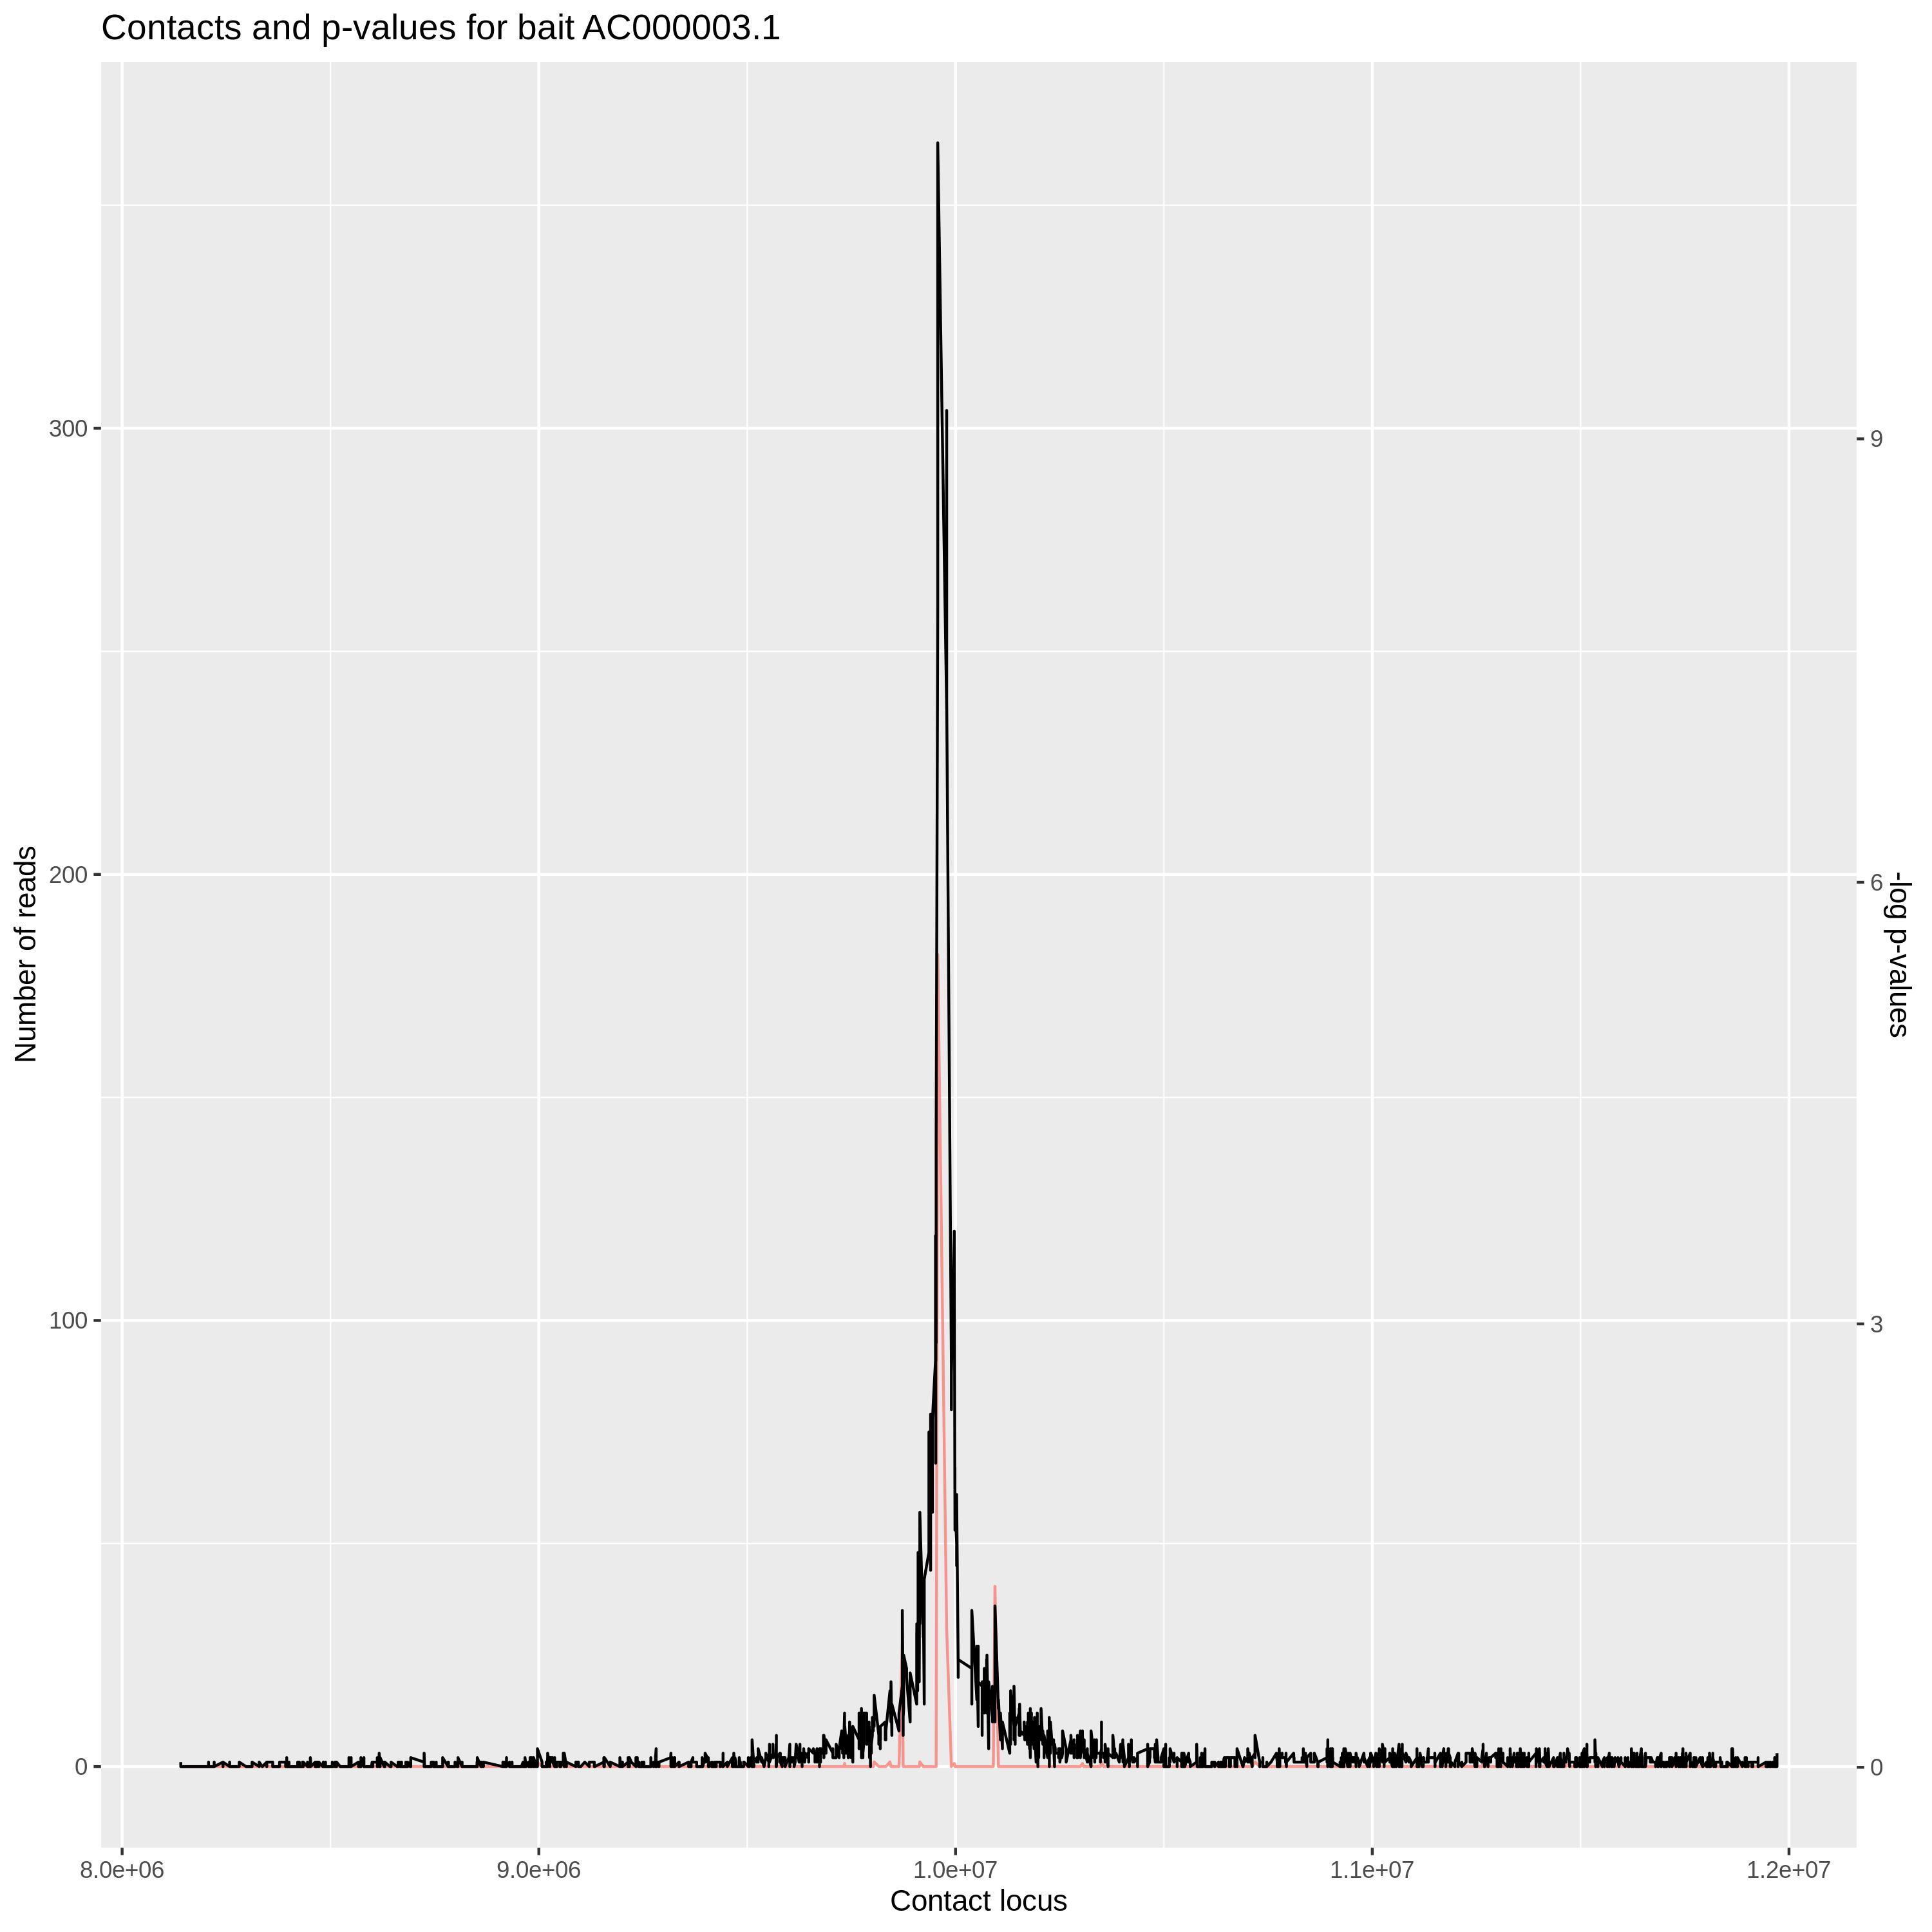 Contacts and p-values for bait AC000003.1
Number of reads
300
200
100
0
9
6
3
0
-log p-values
8.0e+06
9.0e+06
1.0e+07
1.1e+07
1.2e+07
Contact locus